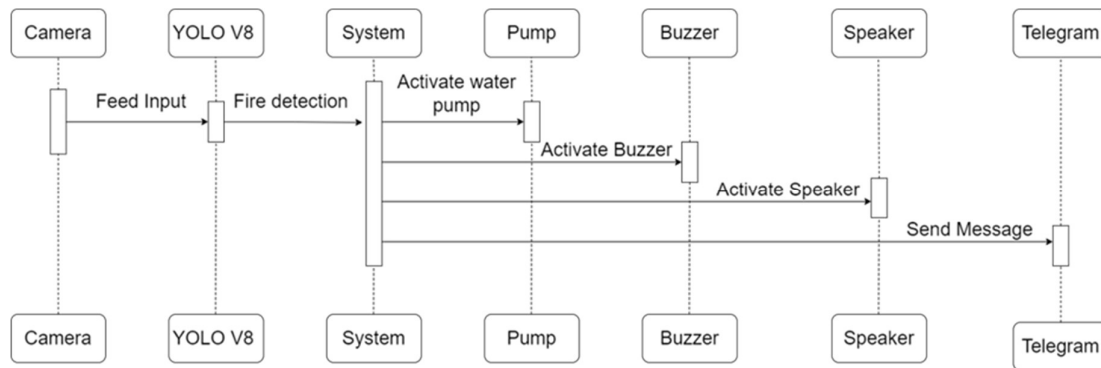 Camera
YOLO V8
System
Pump
Buzzer
Speaker
Telegram
Feed Input
Fire detection
Activate water
pump
Activate Buzzer
Activate Speaker
Send Message
Camera
YOLO V8
System
Pump
Buzzer
Speaker
Telegram